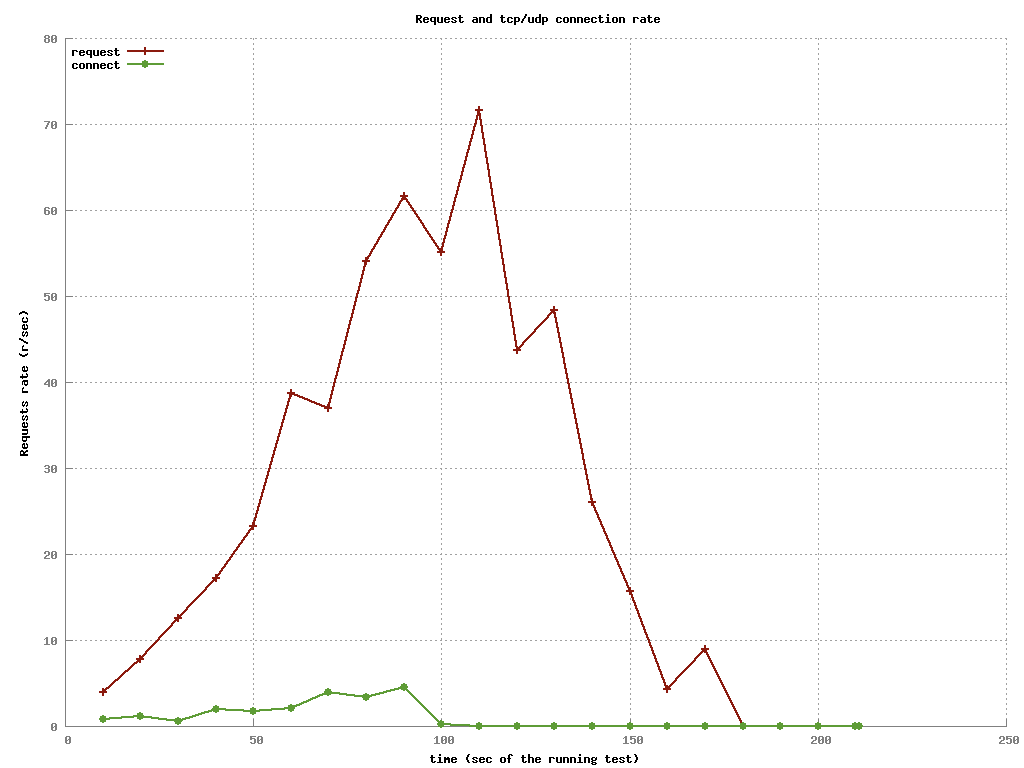 Request and tcp/udp connection rate
80
request
connect
70
60
50
40
30
20
10
0
Requests rate (r/sec)
0 50 100 150 200 250
time (sec of the running test)